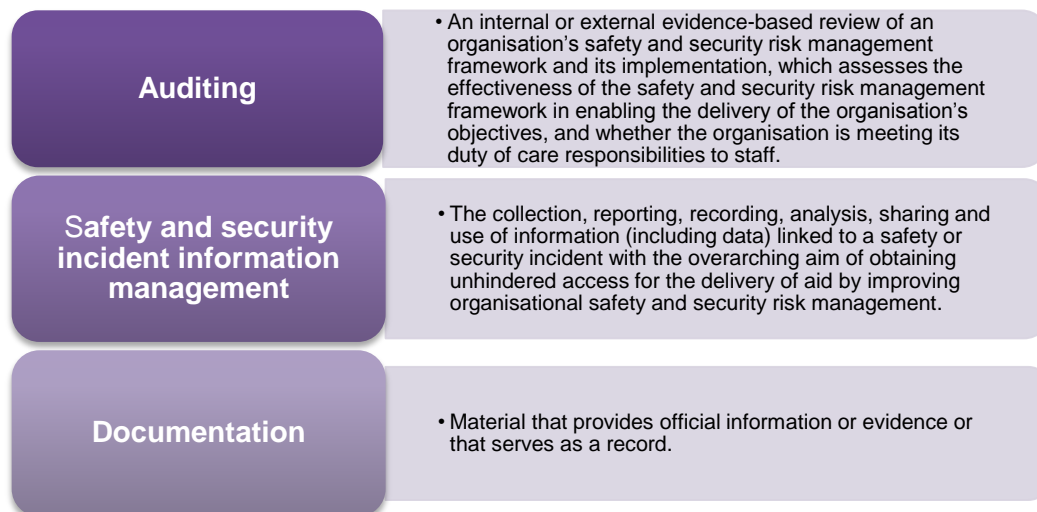 Auditing
• An internal or external evidence-based review of an
organisation’s safety and security risk management
framework and its implementation, which assesses the
effectiveness of the safety and security risk management
framework in enabling the delivery of the organisation’s
objectives, and whether the organisation is meeting its
duty of care responsibilities to staff.
Safety and security
incident information
management
• The collection, reporting, recording, analysis, sharing and
use of information (including data) linked to a safety or
security incident with the overarching aim of obtaining
unhindered access for the delivery of aid by improving
organisational safety and security risk management.
Documentation
• Material that provides official information or evidence or
that serves as a record.